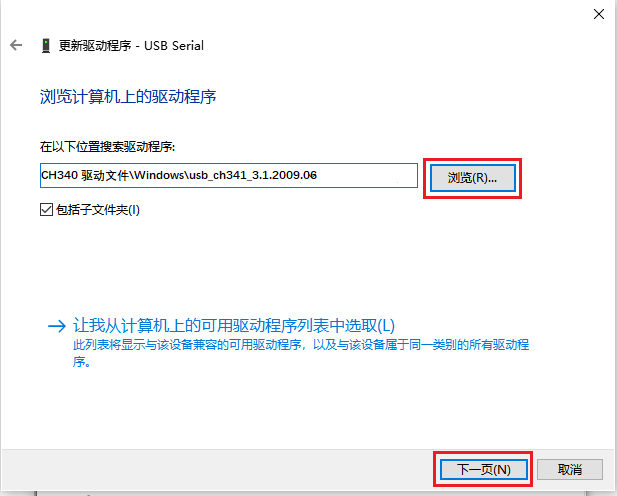 更新驱动程序 - USB Serial
浏览计算机上的驱动程序
在以下位置搜索驱动程序:
CH340 驱动文件\Windows\usb_ch341_3.1.2009.06
浏览(R)...
包括子文件夹(I)
让我从计算机上的可用驱动程序列表中选取(L)
此列表将显示与该设备兼容的可用驱动程序，以及与该设备属于同一类别的所有驱动程
序。
下一页(N)
取消